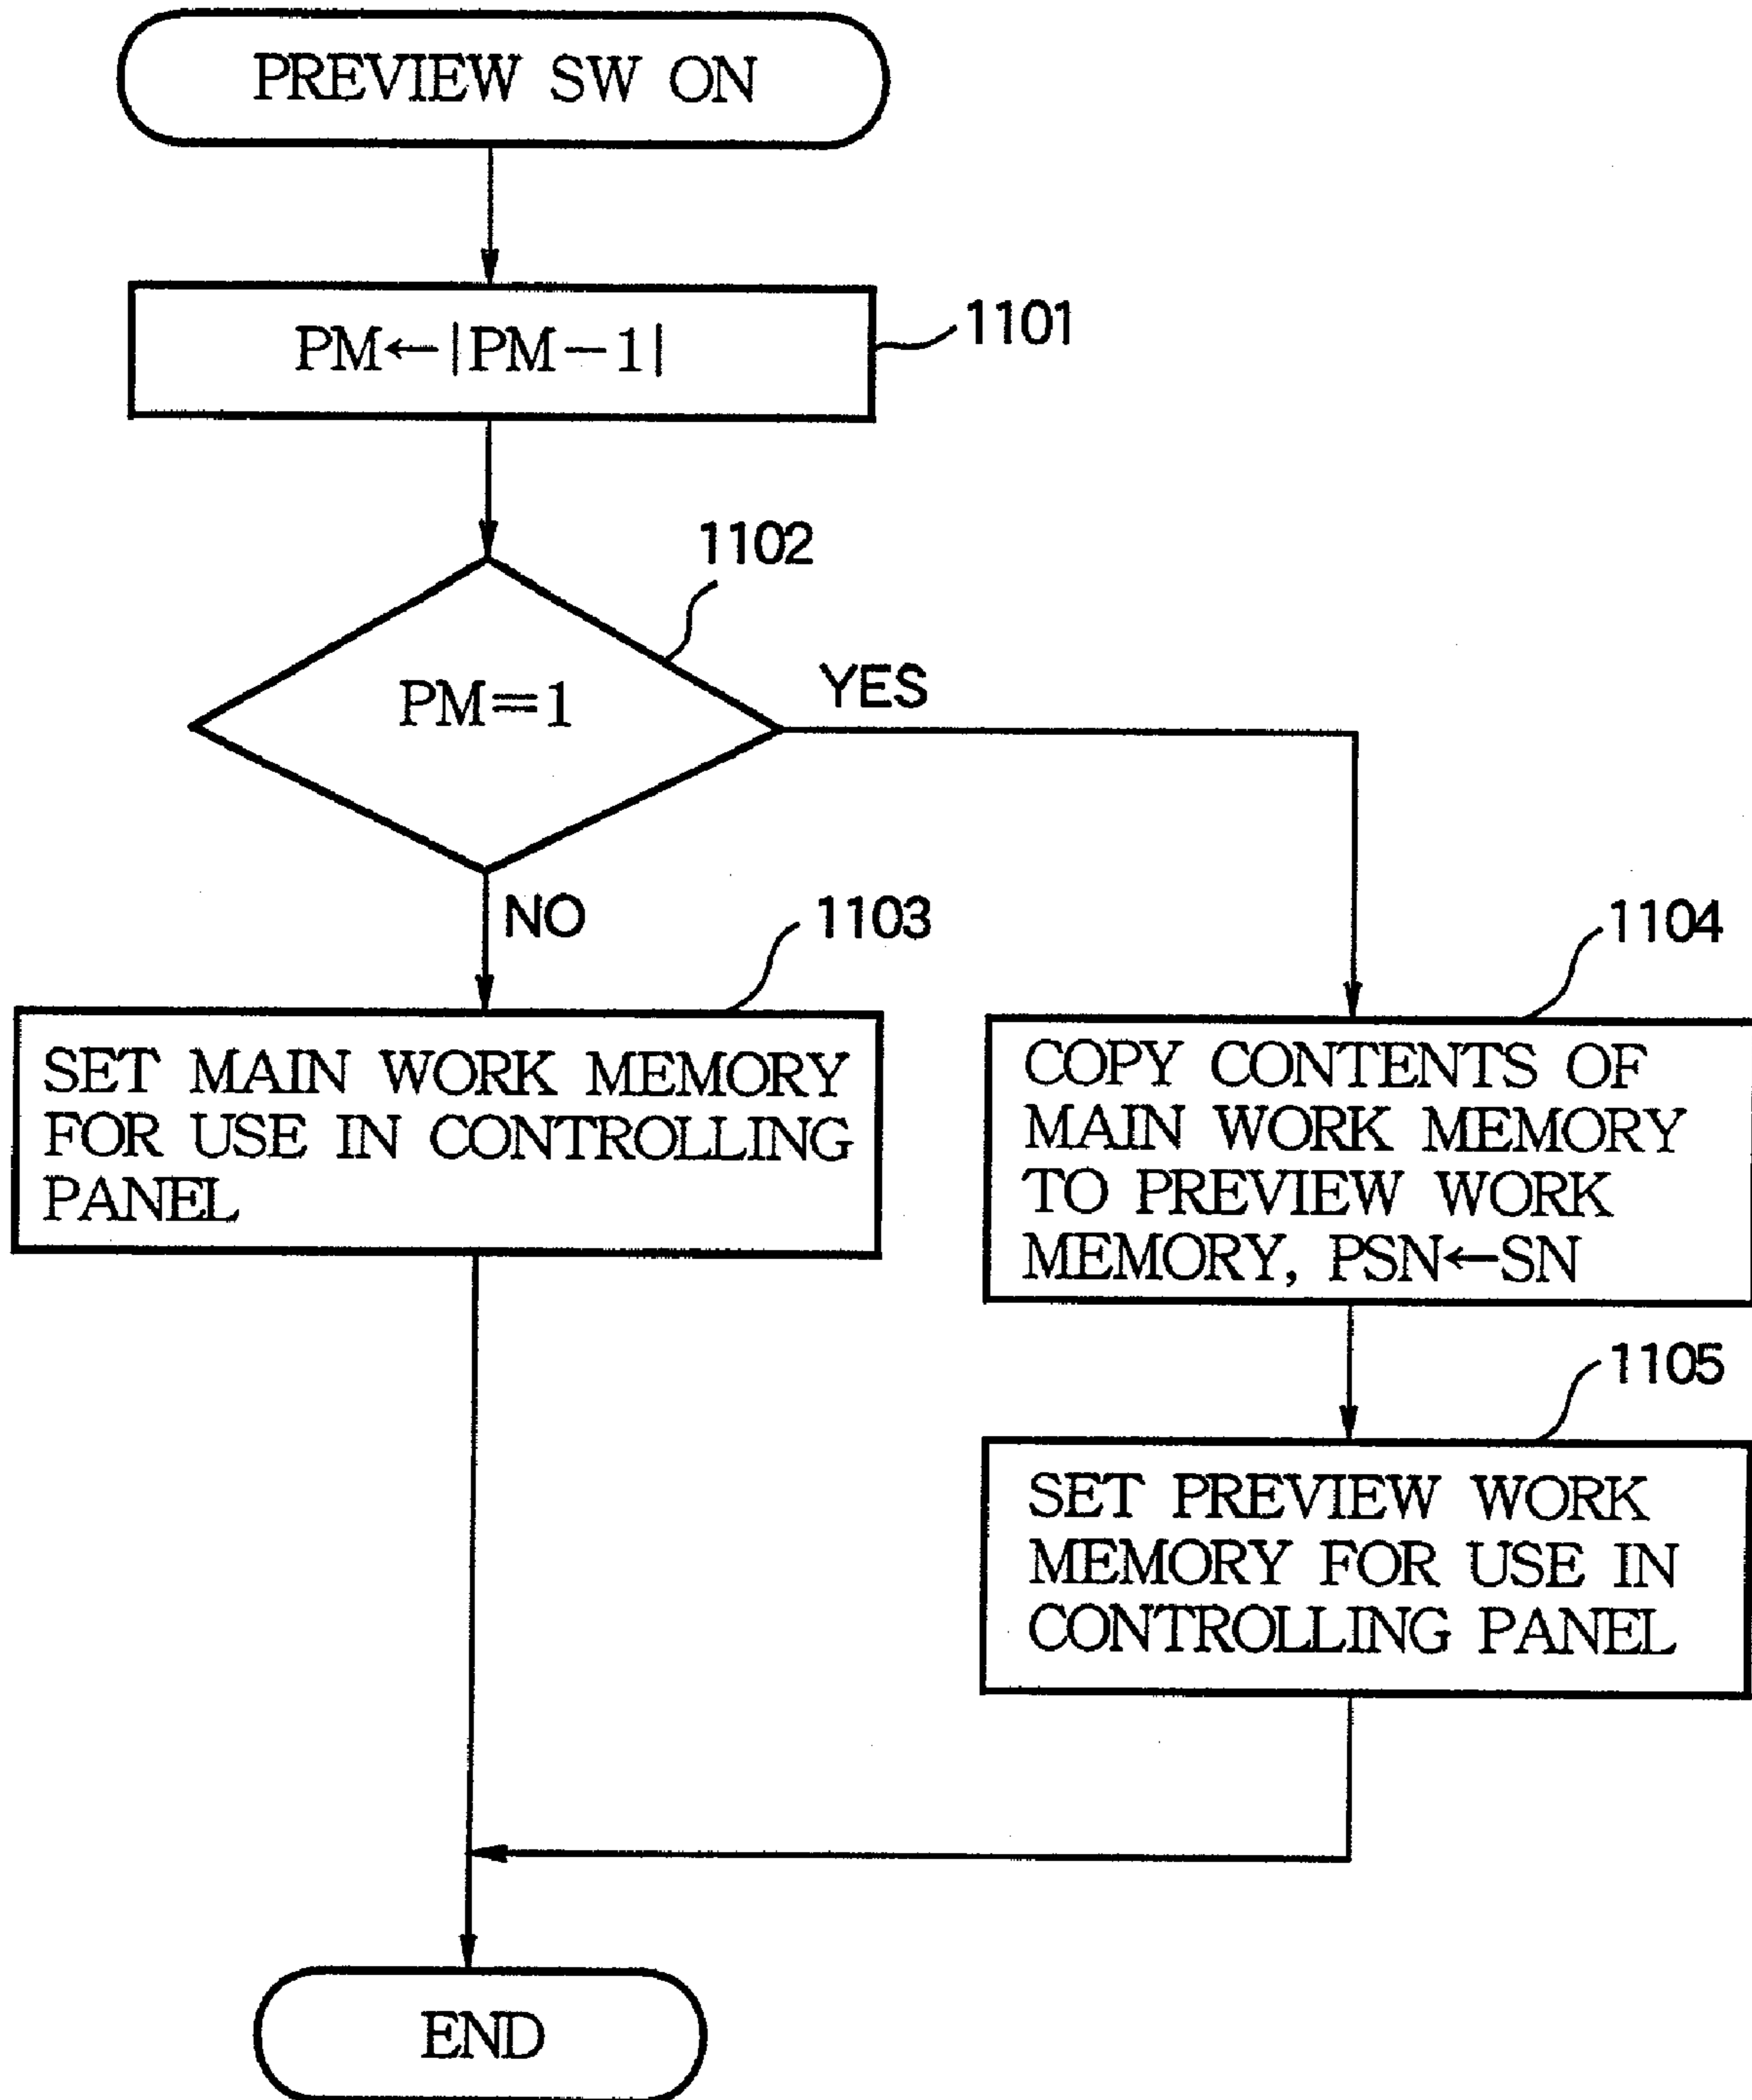 PREVIEW SW ON
PM←|PM−1|
1101
1102
PM=1
YES
NO
1103
1104
SET MAIN WORK MEMORY
FOR USE IN CONTROLLING
PANEL
COPY CONTENTS OF
MAIN WORK MEMORY
TO PREVIEW WORK
MEMORY, PSN←SN
1105
SET PREVIEW WORK
MEMORY FOR USE IN
CONTROLLING PANEL
END